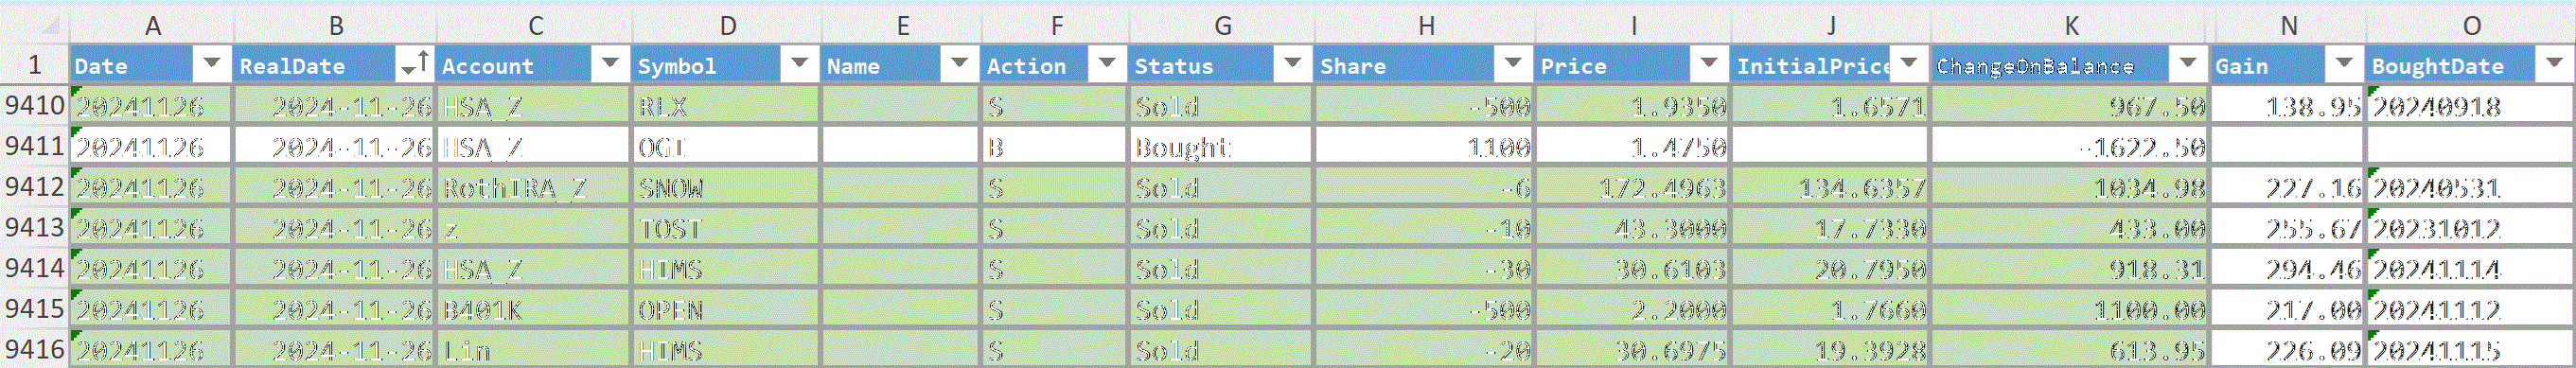 A B C D E F G H I J K N O
1 Date RealDate Account Symbol Name Action Status Share Price InitialPrice ChangeOnBalance Gain BoughtDate
9410 20241126 2024-11-26 HSA_Z RLX S Sold -500 1.9350 1.6571 967.50 138.95 20240918
9411 20241126 2024-11-26 HSA_Z OGI B Bought 1100 1.4750 -1622.50
9412 20241126 2024-11-26 RothIRA_Z SNOW S Sold -6 172.4963 134.6357 1034.98 227.16 20240531
9413 20241126 2024-11-26 z TOST S Sold -10 43.3000 17.7330 433.00 255.67 20231012
9414 20241126 2024-11-26 HSA_Z HIMS S Sold -30 30.6103 20.7950 918.31 294.46 20241114
9415 20241126 2024-11-26 B401K OPEN S Sold -500 2.2000 1.7660 1100.00 217.00 20241112
9416 20241126 2024-11-26 Lin HIMS S Sold -20 30.6975 19.3928 613.95 226.09 20241115